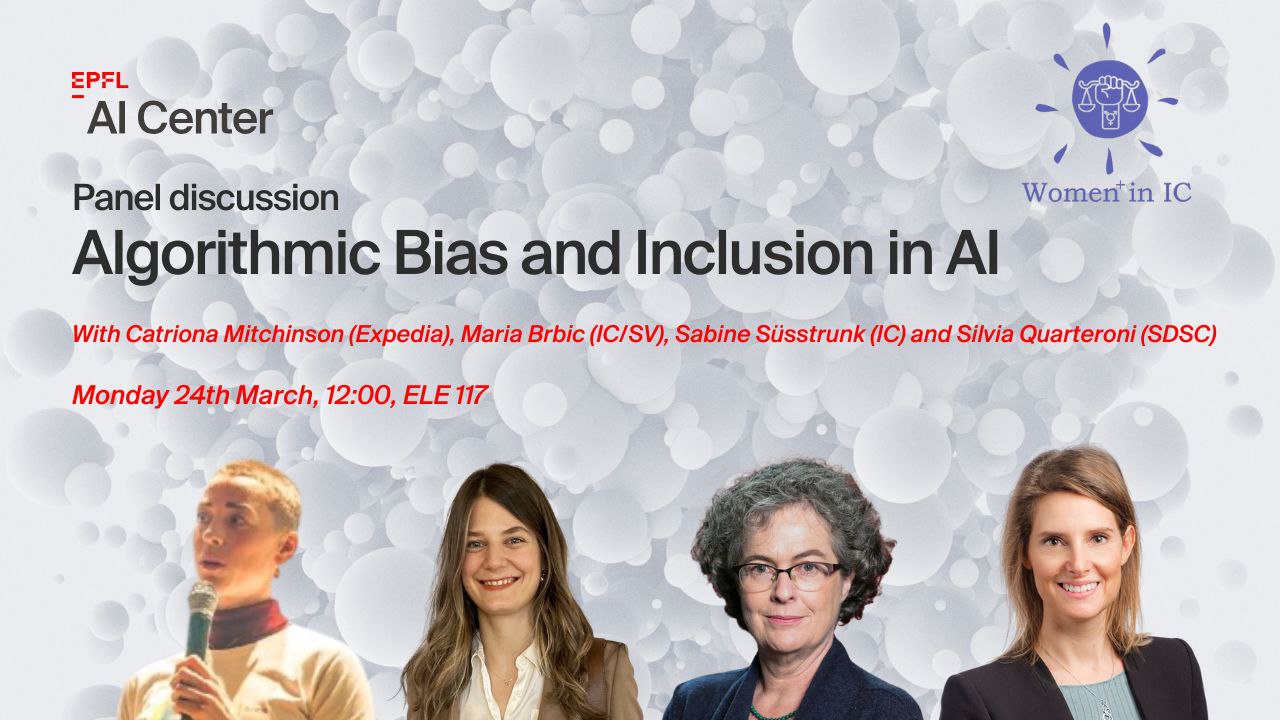 EPFL
AI Center
Women+ in IC
Panel discussion
Algorithmic Bias and Inclusion in AI
With Catriona Mitchinson (Expedia), Maria Brbic (IC/SV), Sabine Süsstrunk (IC) and Silvia Quarteroni (SDSC)
Monday 24th March, 12:00, ELE 117